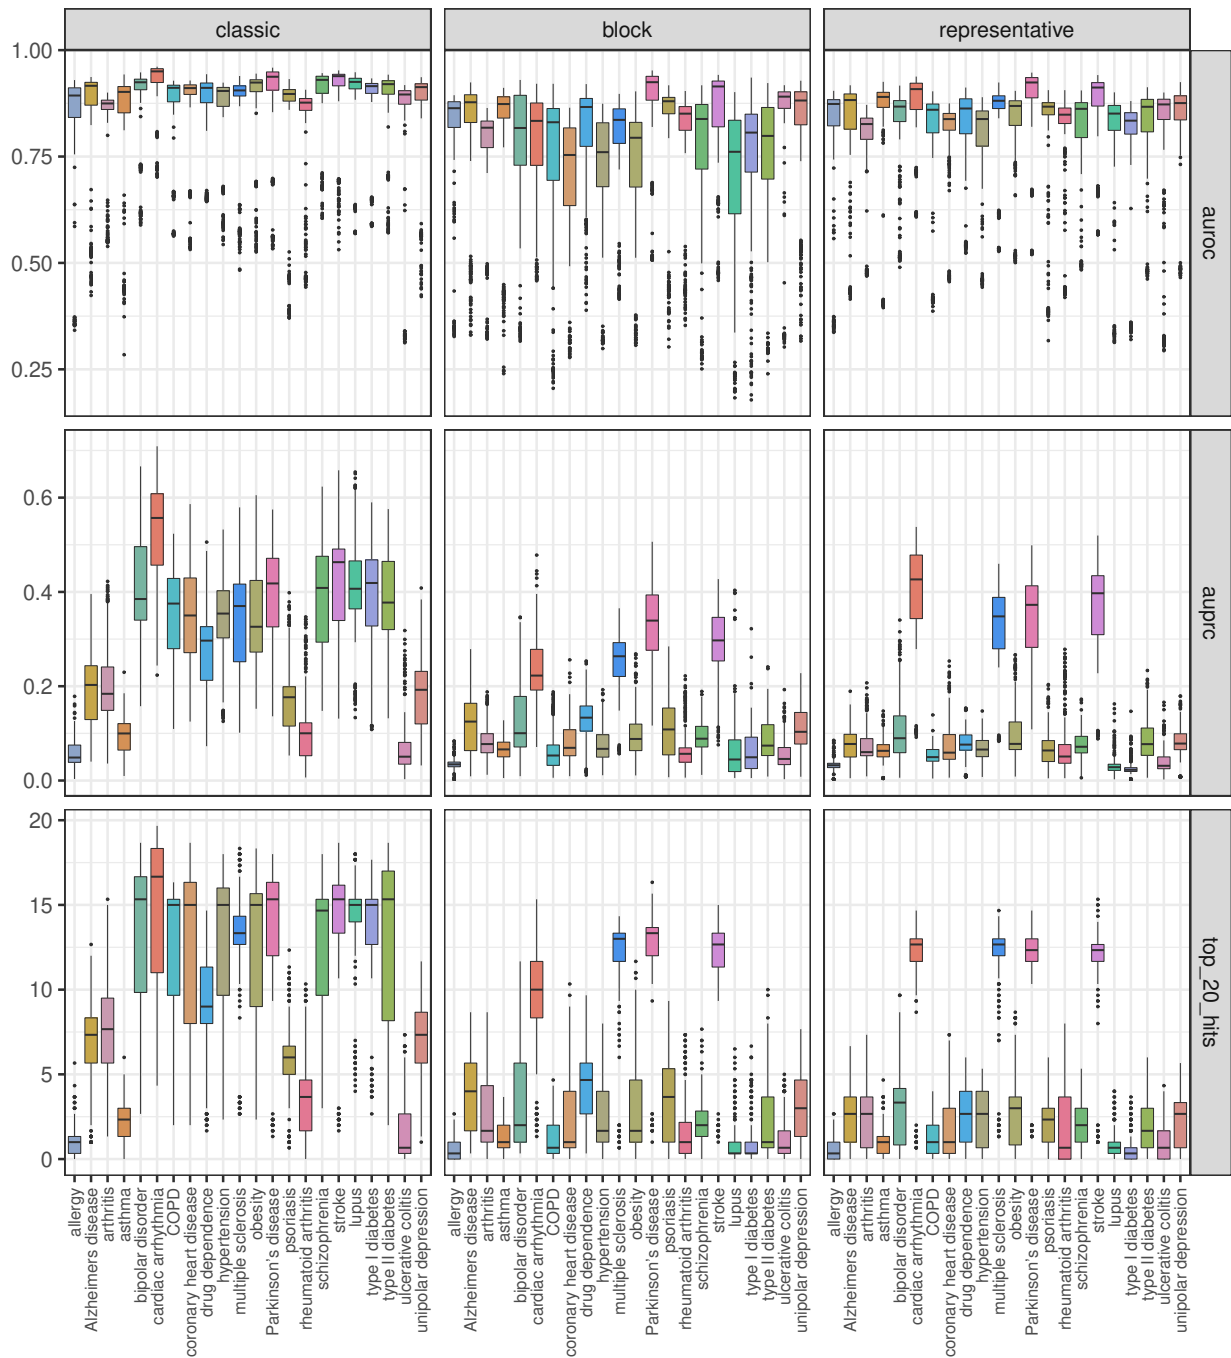 classic
block
representative
1.00
0.75
0.50
0.25
auroc
0.6
0.4
0.2
0.0
auprc
20
15
10
5
0
top_20_hits
allergy
Alzheimers disease
arthritis
asthma
bipolar disorder
cardiac arrhythmia
COPD
coronary heart disease
drug dependence
hypertension
multiple sclerosis
obesity
Parkinson's disease
psoriasis
rheumatoid arthritis
schizophrenia
stroke
lupus
type I diabetes
type II diabetes
ulcerative colitis
unipolar depression
allergy
Alzheimers disease
arthritis
asthma
bipolar disorder
cardiac arrhythmia
COPD
coronary heart disease
drug dependence
hypertension
multiple sclerosis
obesity
Parkinson's disease
psoriasis
rheumatoid arthritis
schizophrenia
stroke
lupus
type I diabetes
type II diabetes
ulcerative colitis
unipolar depression
allergy
Alzheimers disease
arthritis
asthma
bipolar disorder
cardiac arrhythmia
COPD
coronary heart disease
drug dependence
hypertension
multiple sclerosis
obesity
Parkinson's disease
psoriasis
rheumatoid arthritis
schizophrenia
stroke
lupus
type I diabetes
type II diabetes
ulcerative colitis
unipolar depression